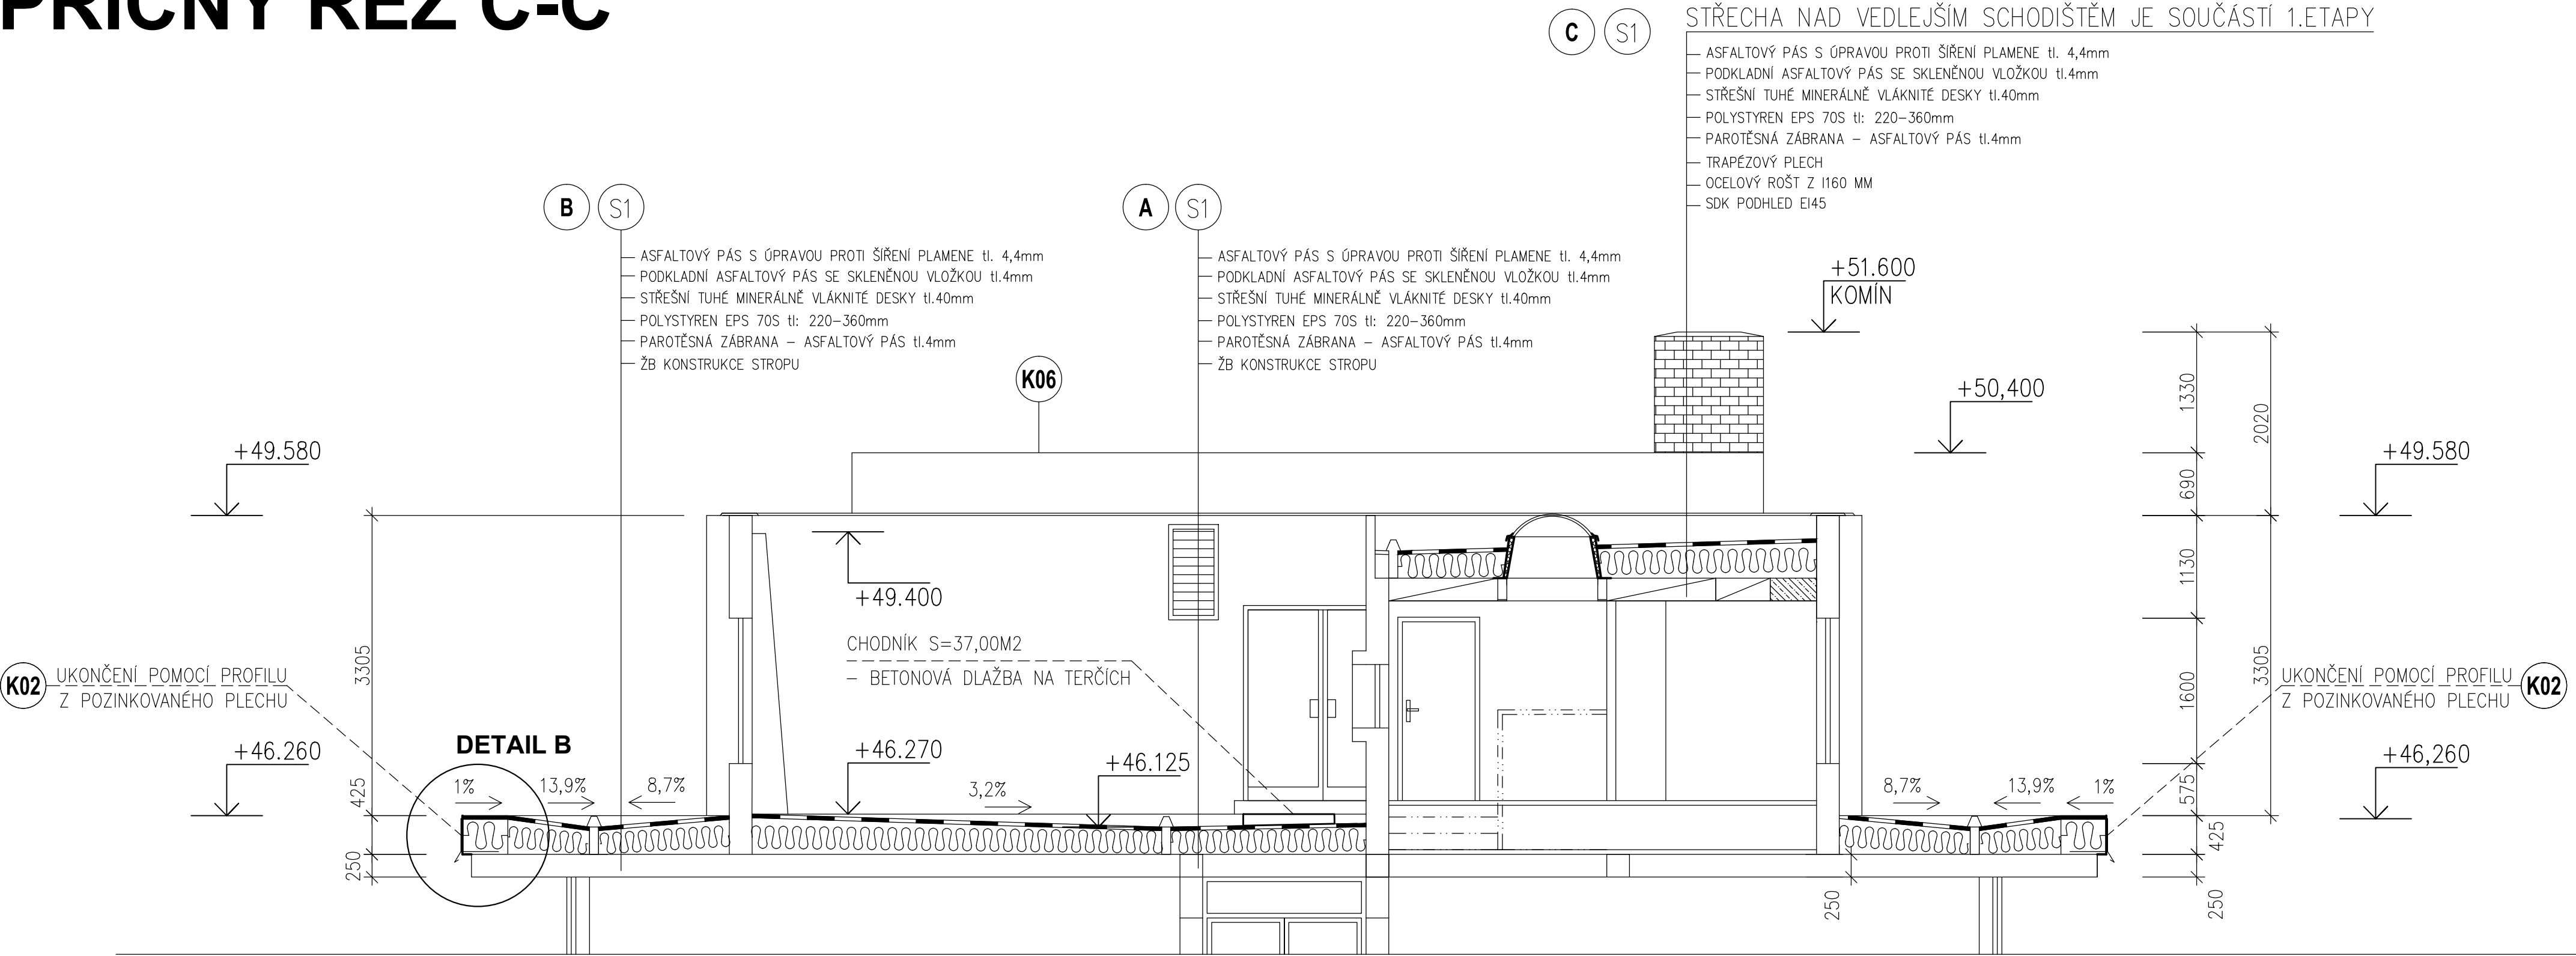 PŘÍČNÝ ŘEZ C-C
C S1 STŘECHA NAD VEDLEJŠÍM SCHODIŠTĚM JE SOUČÁSTÍ 1.ETAPY
ASFALTOVÝ PÁS S ÚPRAVOU PROTI ŠÍŘENÍ PLAMENE tl. 4,4mm
PODKLADNÍ ASFALTOVÝ PÁS SE SKLENĚNOU VLOŽKOU tl.4mm
STŘEŠNÍ TUHÉ MINERÁLNĚ VLÁKNITÉ DESKY tl.40mm
POLYSTYREN EPS 70S tl: 220-360mm
PAROTĚSNÁ ZÁBRANA - ASFALTOVÝ PÁS tl.4mm
TRAPÉZOVÝ PLECH
OCELOVÝ ROŠT Z I160 MM
SDK PODHLED EI45
B S1
ASFALTOVÝ PÁS S ÚPRAVOU PROTI ŠÍŘENÍ PLAMENE tl. 4,4mm
PODKLADNÍ ASFALTOVÝ PÁS SE SKLENĚNOU VLOŽKOU tl.4mm
STŘEŠNÍ TUHÉ MINERÁLNĚ VLÁKNITÉ DESKY tl.40mm
POLYSTYREN EPS 70S tl: 220-360mm
PAROTĚSNÁ ZÁBRANA - ASFALTOVÝ PÁS tl.4mm
ŽB KONSTRUKCE STROPU
A S1
ASFALTOVÝ PÁS S ÚPRAVOU PROTI ŠÍŘENÍ PLAMENE tl. 4,4mm
PODKLADNÍ ASFALTOVÝ PÁS SE SKLENĚNOU VLOŽKOU tl.4mm
STŘEŠNÍ TUHÉ MINERÁLNĚ VLÁKNITÉ DESKY tl.40mm
POLYSTYREN EPS 70S tl: 220-360mm
PAROTĚSNÁ ZÁBRANA - ASFALTOVÝ PÁS tl.4mm
ŽB KONSTRUKCE STROPU
K06
+51.600
KOMÍN
+50,400
+49.580
+49.580
+49.400
CHODNÍK S=37,00M2
- BETONOVÁ DLAŽBA NA TERČÍCH
K02 UKONČENÍ POMOCÍ PROFILU
Z POZINKOVANÉHO PLECHU
UKONČENÍ POMOCÍ PROFILU K02
Z POZINKOVANÉHO PLECHU
DETAIL B
+46.260
+46.270
+46.125
+46,260
1% 13,9% 8,7%
3,2%
8,7% 13,9% 1%
3305
425
250
1330
690
1130
1600
575
425
250
2020
3305
250